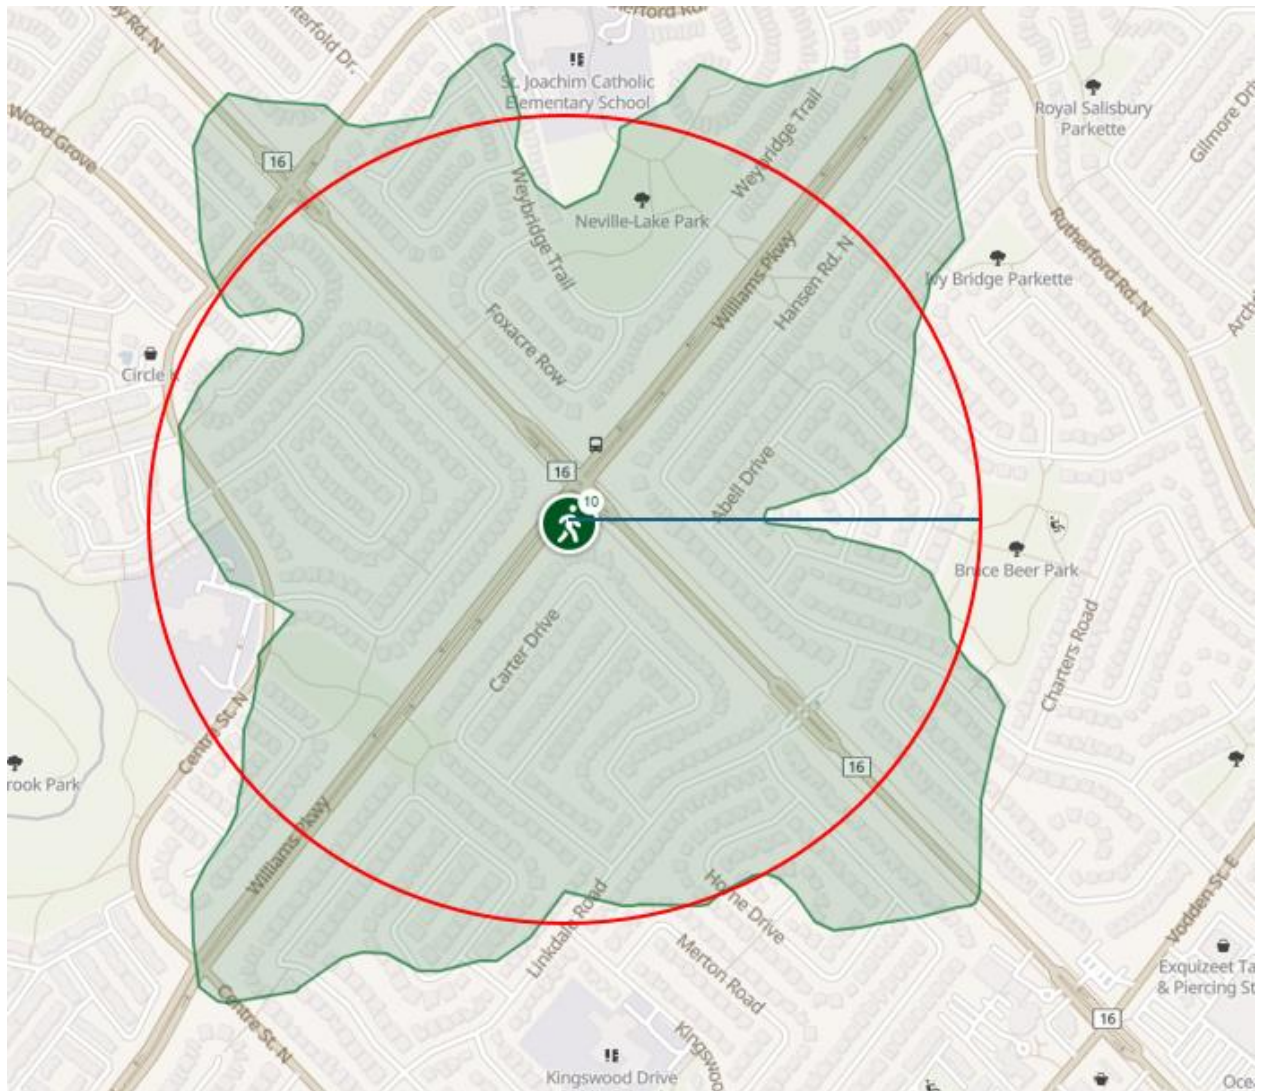 St. Joachim Catholic
Elementary School
Royal Salisbury
Parkette
Gilmore
Wood Grove
16
Weybridge Trail
Weybridge Trail
Neville-Lake Park
Rutherford Rd. N
Williams Pkwy
Hansen Rd. N
Ivy Bridge Parkette
Foxacre Row
Circle
16
Abell Drive
10
Bruce Beer Park
Carter Drive
Charters Road
Centre St. N
rook Park
16
Williams Pkwy
Horne Drive
Linkdale Road
Vodden St. E
Merton Road
Exquizeet Ta
& Piercing St
Centre St. N
16
Kingswoo
Kingswood Drive
Oce